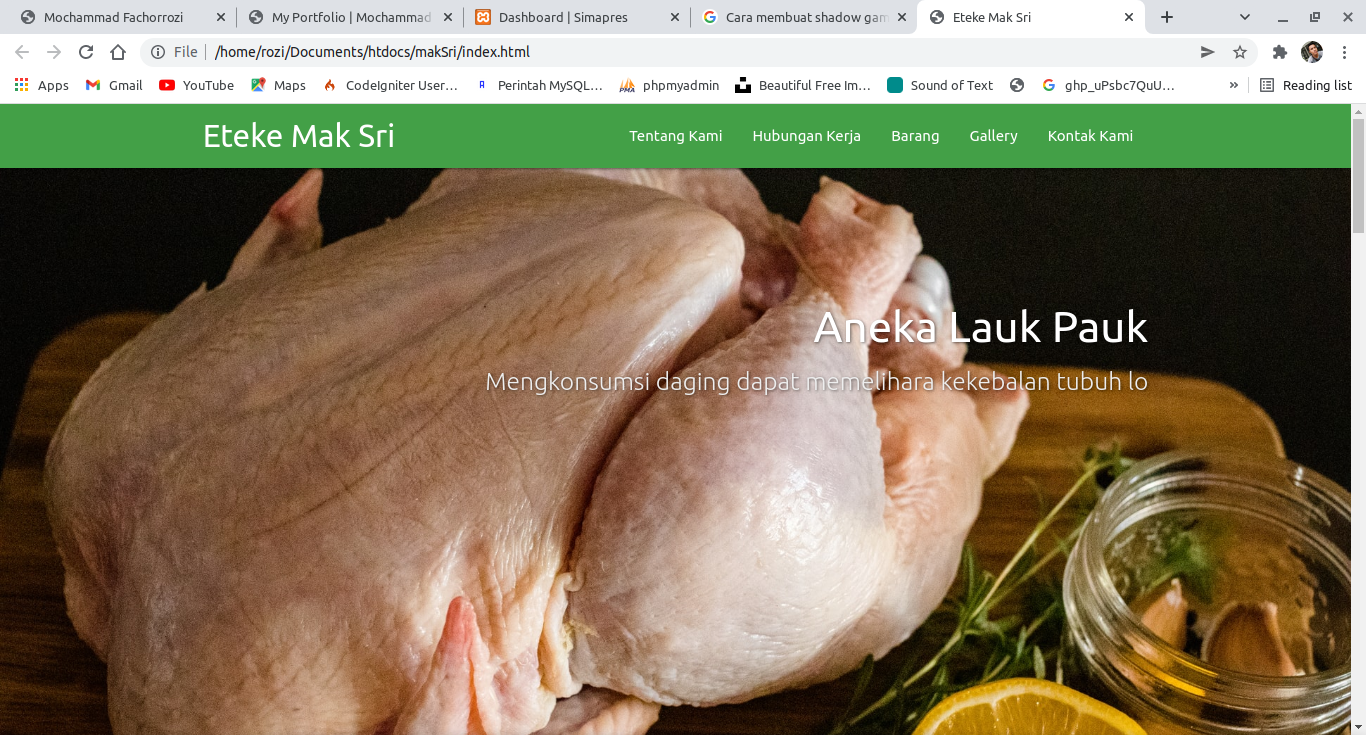 Mochammad Fachorrozi
My Portfolio | Mochammad
Dashboard | Simapres
Cara membuat shadow gam
Eteke Mak Sri
File
/home/rozi/Documents/htdocs/makSri/index.html
Apps
Gmail
YouTube
Maps
CodeIgniter User…
Perintah MySQL…
phpmyadmin
Beautiful Free Im…
Sound of Text
ghp_uPsbc7QuU…
»
Reading list
Eteke Mak Sri
Tentang Kami
Hubungan Kerja
Barang
Gallery
Kontak Kami
Aneka Lauk Pauk
Mengkonsumsi daging dapat memelihara kekebalan tubuh lo